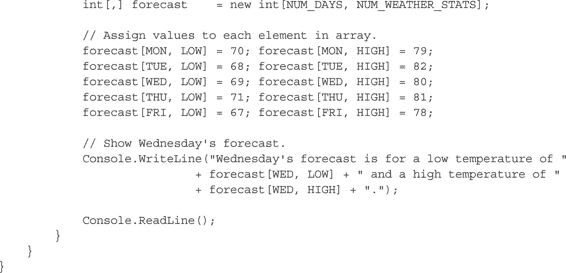 int[,] forecast    = new int[NUM_DAYS, NUM_WEATHER_STATS];
// Assign values to each element in array.
forecast[MON, LOW] = 70; forecast[MON, HIGH] = 79;
forecast[TUE, LOW] = 68; forecast[TUE, HIGH] = 82;
forecast[WED, LOW] = 69; forecast[WED, HIGH] = 80;
forecast[THU, LOW] = 71; forecast[THU, HIGH] = 81;
forecast[FRI, LOW] = 67; forecast[FRI, HIGH] = 78;
// Show Wednesday's forecast.
Console.WriteLine("Wednesday's forecast is for a low temperature of "
+ forecast[WED, LOW] + " and a high temperature of "
+ forecast[WED, HIGH] + ".");
Console.ReadLine();
}
}
}